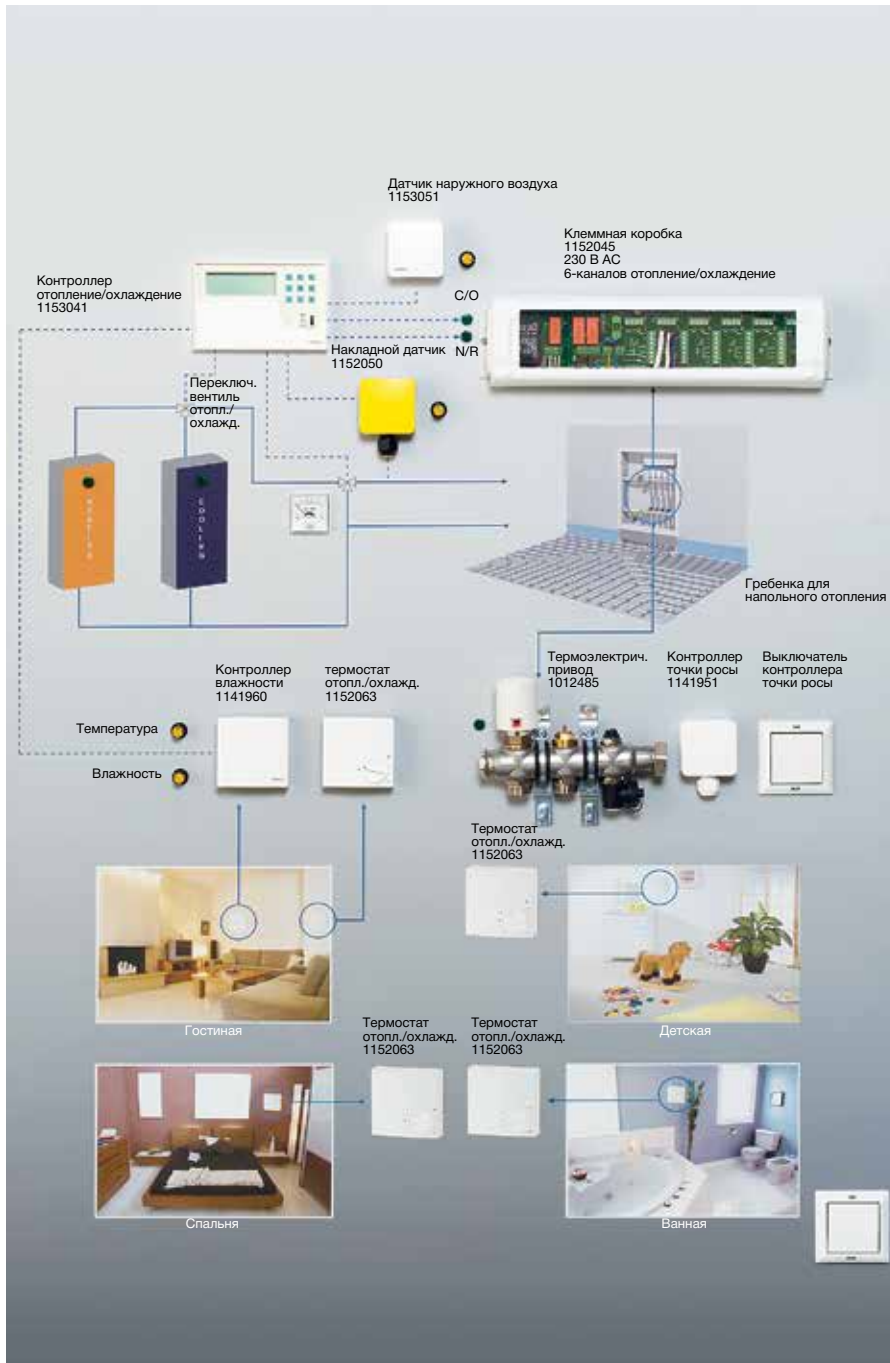 Датчик наружного воздуха
1153051
Клеммная коробка
1152045
230 В AC
6-каналов отопление/охлаждение
Контроллер
отопление/охлаждение
1153041
C/O
N/R
Накладной датчик
1152050
Переключ.
вентиль
отопл./
охлажд.
HEATING
COOLING
Гребенка для
напольного отопления
Контроллер
влажности
1141960
термостат
отопл./охлажд.
1152063
Термоэлектрич.
привод
1012485
Контроллер
точки росы
1141951
Выключатель
контроллера
точки росы
Температура
Влажность
Термостат
отопл./охлажд.
1152063
Гостиная
Детская
Термостат
отопл./охлажд.
1152063
Термостат
отопл./охлажд.
1152063
Спальня
Ванная